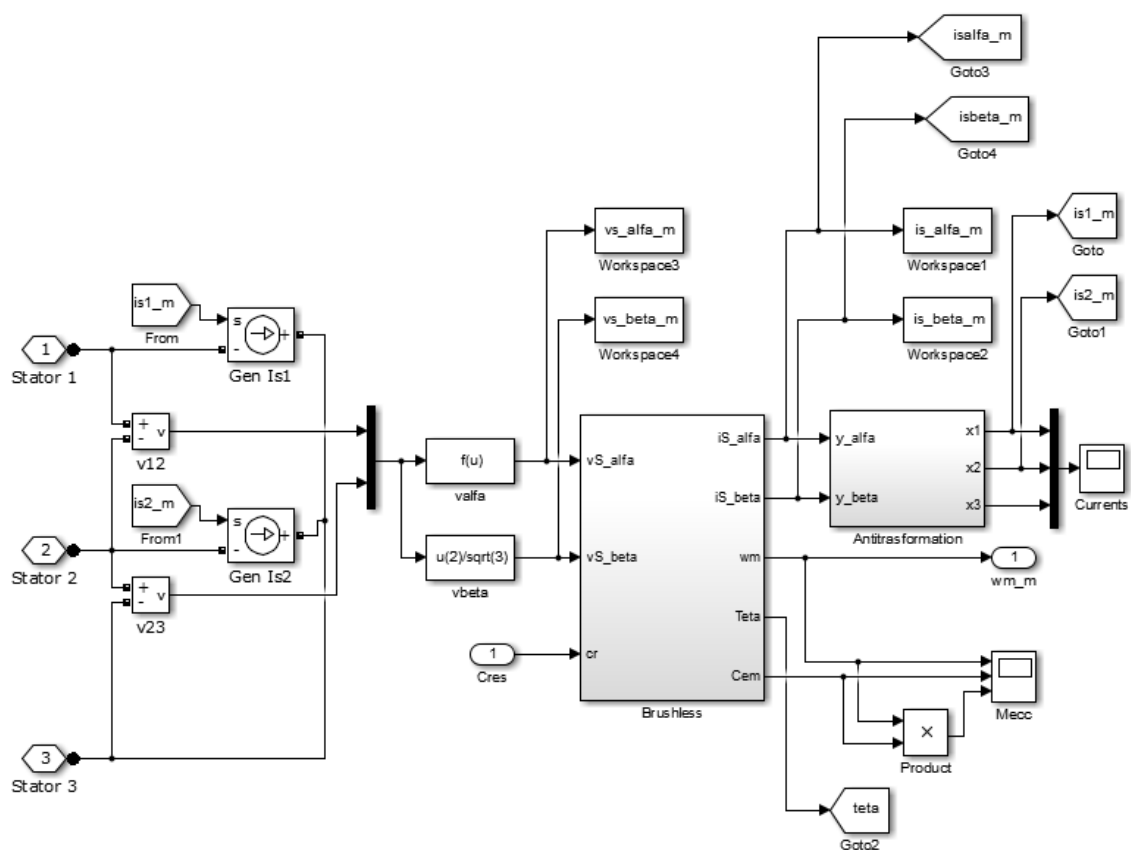 isalfa_m
Goto3
isbeta_m
Goto4
is1_m
Goto
vs_alfa_m
Workspace3
is_alfa_m
Workspace1
is2_m
Goto1
vs_beta_m
Workspace4
is_beta_m
Workspace2
is1_m
From
s
-
+
Gen Is1
1
Stator 1
+
-
v
v12
is2_m
From1
s
-
+
Gen Is2
2
Stator 2
+
-
v
v23
3
Stator 3
f(u)
valfa
u(2)/sqrt(3)
vbeta
1
Cres
vS_alfa
vS_beta
cr
iS_alfa
iS_beta
wm
Teta
Cem
Brushless
y_alfa
y_beta
x1
x2
x3
Antitrasformation
Currents
1
wm_m
×
Product
Mecc
teta
Goto2